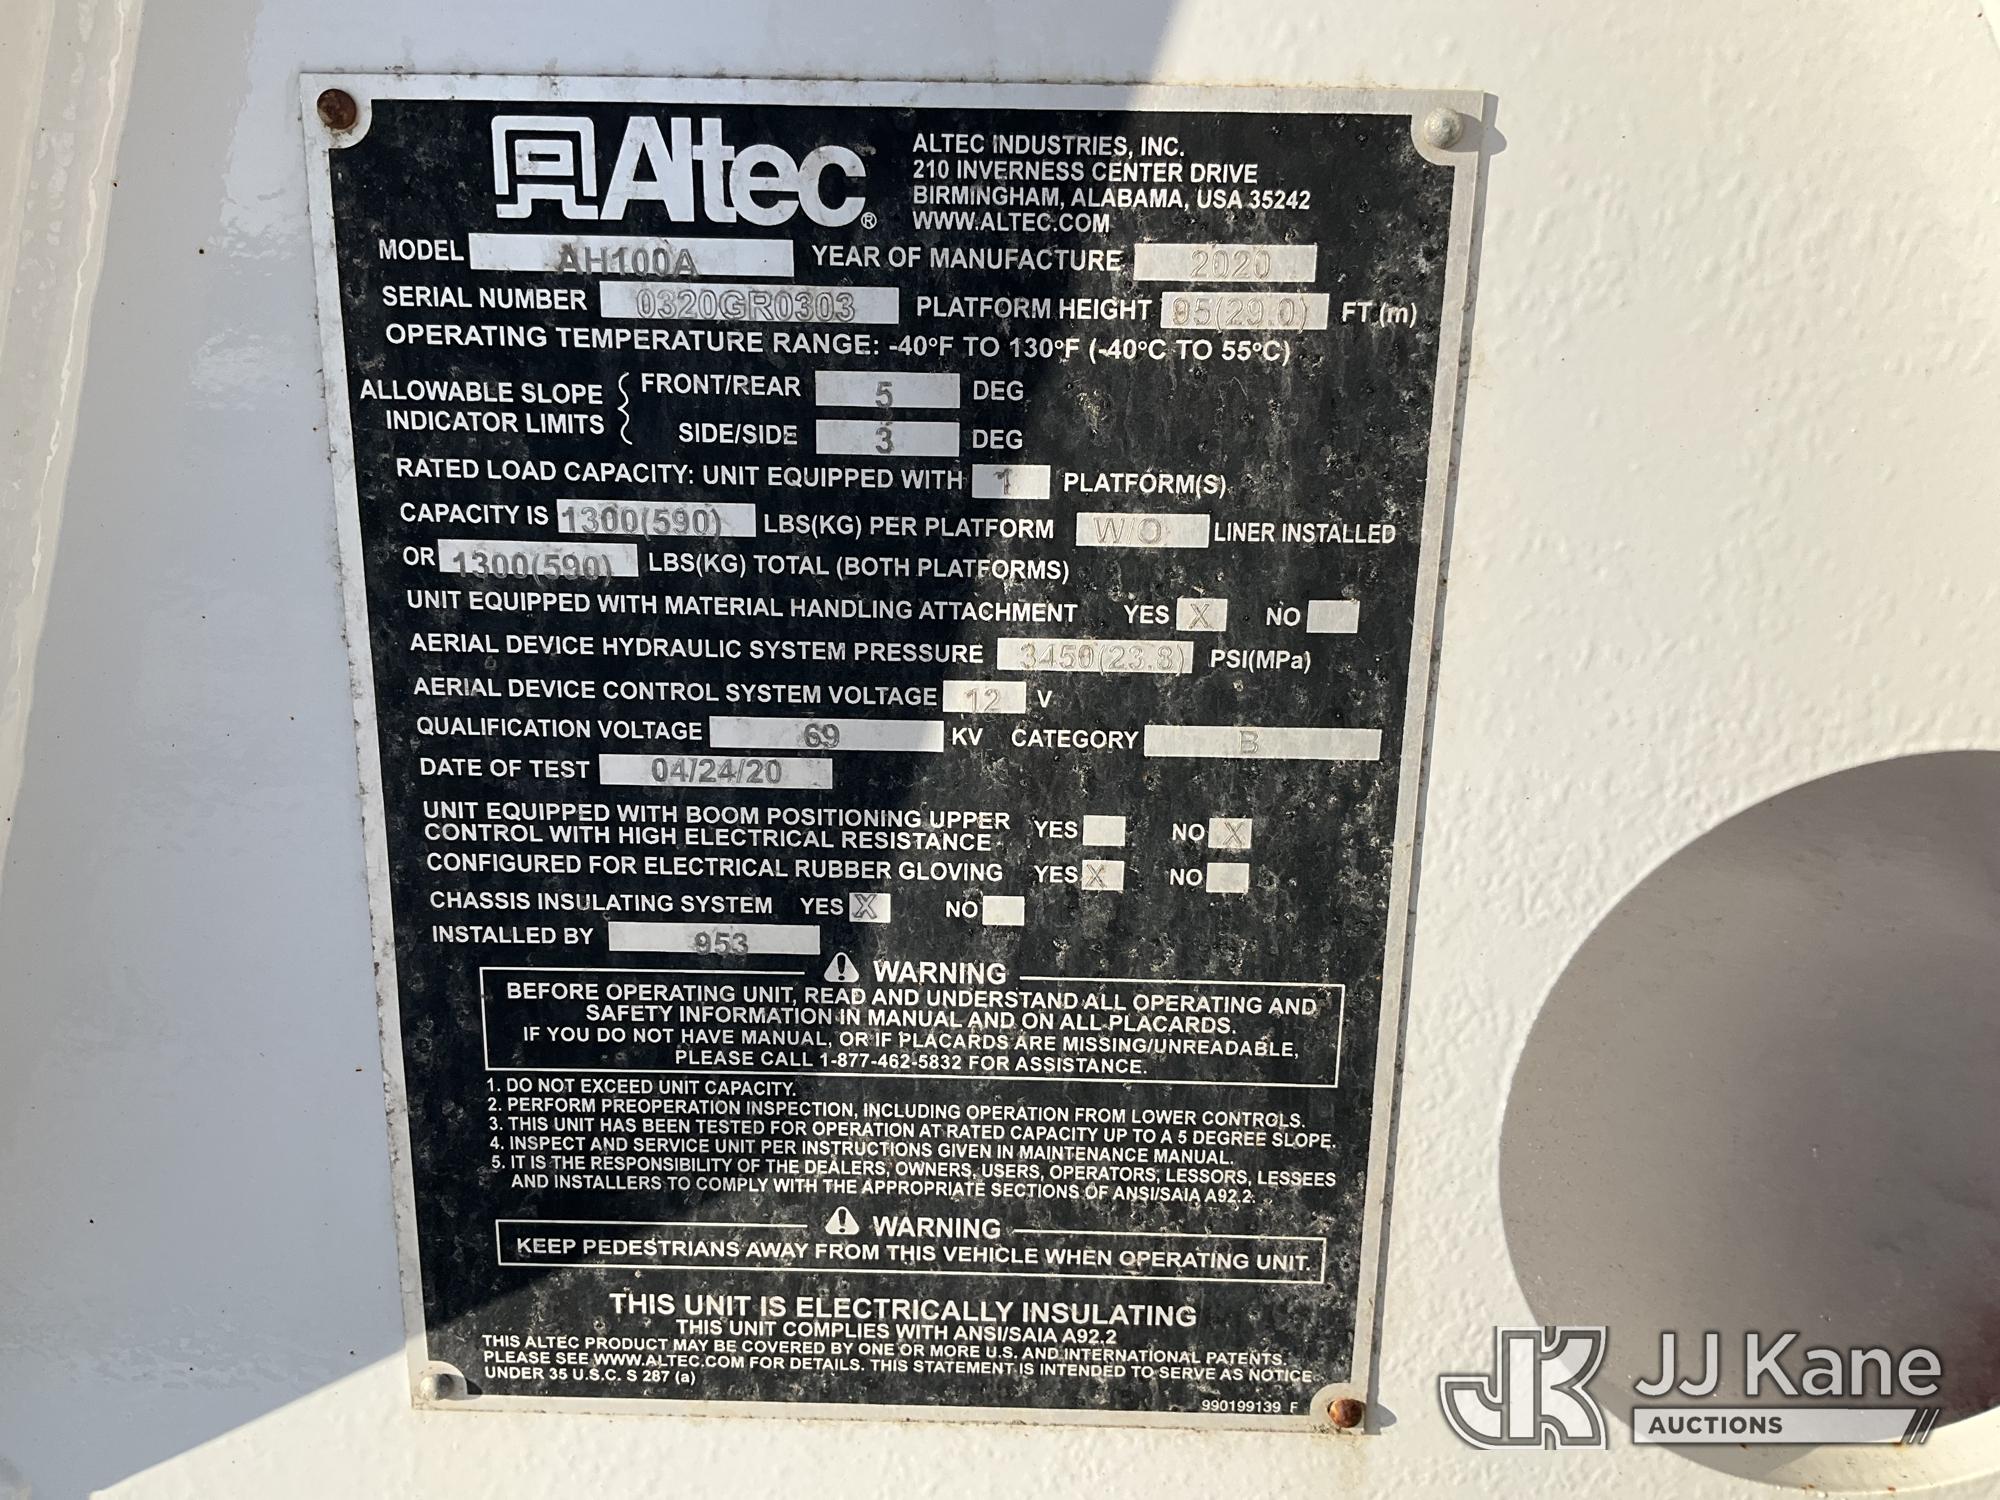 Altec®
ALTEC INDUSTRIES, INC.
210 INVERNESS CENTER DRIVE
BIRMINGHAM, ALABAMA, USA 35242
WWW.ALTEC.COM
MODEL AH100A YEAR OF MANUFACTURE 2020
SERIAL NUMBER 0320GR0303 PLATFORM HEIGHT 95(29.0) FT (m)
OPERATING TEMPERATURE RANGE: -40°F TO 130°F (-40°C TO 55°C)
ALLOWABLE SLOPE INDICATOR LIMITS { FRONT/REAR 5 DEG
SIDE/SIDE 3 DEG
RATED LOAD CAPACITY: UNIT EQUIPPED WITH 1 PLATFORM(S)
CAPACITY IS 1300(590) LBS(KG) PER PLATFORM W/O LINER INSTALLED
OR 1300(590) LBS(KG) TOTAL (BOTH PLATFORMS)
UNIT EQUIPPED WITH MATERIAL HANDLING ATTACHMENT YES X NO
AERIAL DEVICE HYDRAULIC SYSTEM PRESSURE 3450(23.8) PSI(MPa)
AERIAL DEVICE CONTROL SYSTEM VOLTAGE 12 V
QUALIFICATION VOLTAGE 69 KV CATEGORY B
DATE OF TEST 04/24/20
UNIT EQUIPPED WITH BOOM POSITIONING UPPER
CONTROL WITH HIGH ELECTRICAL RESISTANCE YES NO X
CONFIGURED FOR ELECTRICAL RUBBER GLOVING YES X NO
CHASSIS INSULATING SYSTEM YES X NO
INSTALLED BY 953
WARNING
BEFORE OPERATING UNIT, READ AND UNDERSTAND ALL OPERATING AND
SAFETY INFORMATION IN MANUAL AND ON ALL PLACARDS.
IF YOU DO NOT HAVE MANUAL, OR IF PLACARDS ARE MISSING/UNREADABLE,
PLEASE CALL 1-877-462-5832 FOR ASSISTANCE.
1. DO NOT EXCEED UNIT CAPACITY.
2. PERFORM PREOPERATION INSPECTION, INCLUDING OPERATION FROM LOWER CONTROLS.
3. THIS UNIT HAS BEEN TESTED FOR OPERATION AT RATED CAPACITY UP TO A 5 DEGREE SLOPE.
4. INSPECT AND SERVICE UNIT PER INSTRUCTIONS GIVEN IN MAINTENANCE MANUAL.
5. IT IS THE RESPONSIBILITY OF THE DEALERS, OWNERS, USERS, OPERATORS, LESSORS, LESSEES
AND INSTALLERS TO COMPLY WITH THE APPROPRIATE SECTIONS OF ANSI/SAIA A92.2.
WARNING
KEEP PEDESTRIANS AWAY FROM THIS VEHICLE WHEN OPERATING UNIT.
THIS UNIT IS ELECTRICALLY INSULATING
THIS UNIT COMPLIES WITH ANSI/SAIA A92.2
THIS ALTEC PRODUCT MAY BE COVERED BY ONE OR MORE U.S. AND INTERNATIONAL PATENTS.
PLEASE SEE WWW.ALTEC.COM FOR DETAILS. THIS STATEMENT IS INTENDED TO SERVE AS NOTICE
UNDER 35 U.S.C. S 287 (a)
990199139 F
JK JJ Kane
AUCTIONS